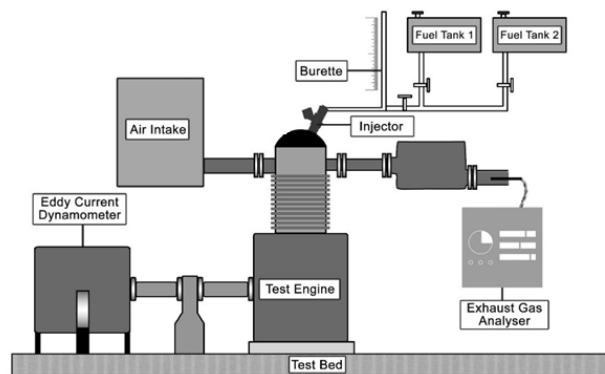 Fuel Tank 1
Fuel Tank 2
Burette
Air Intake
Injector
Eddy Current
Dynamometer
Test Engine
Exhaust Gas
Analyser
Test Bed